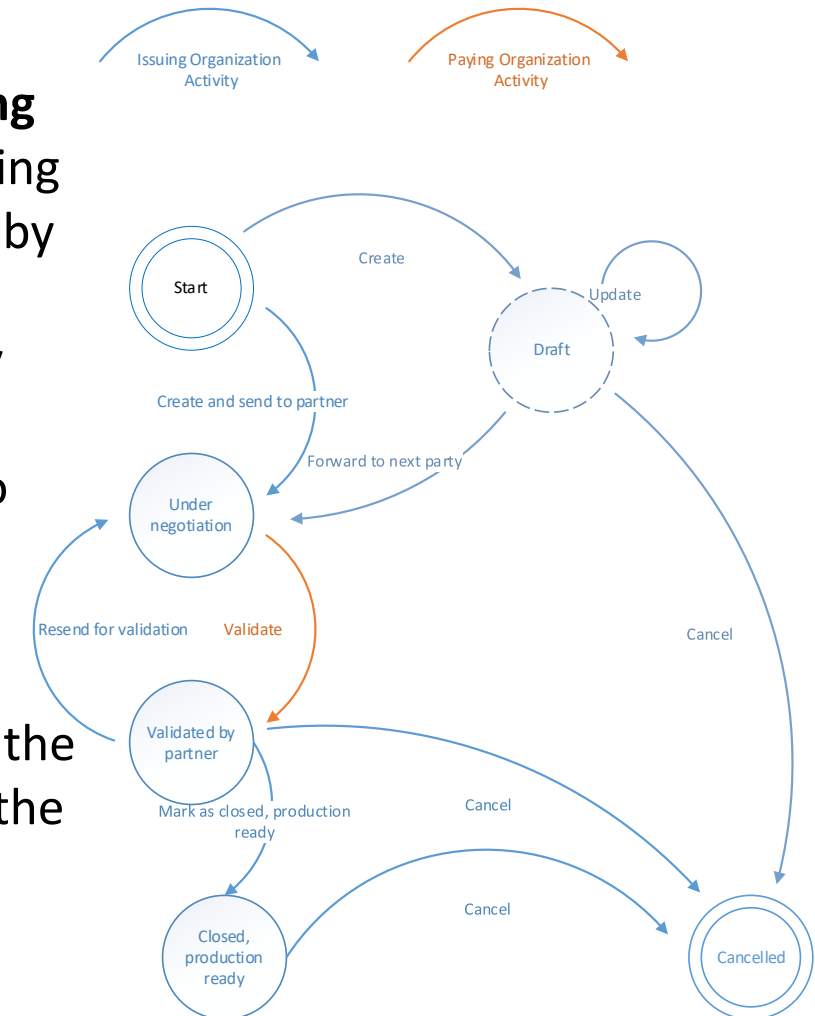 Issuing Organization
Activity
Paying Organization
Activity
ing
by
Start
Create
Update
Draft
Create and send to partner
Forward to next party
Under
negotiation
Resend for validation
Validate
Cancel
Validated by
partner
the
the
Mark as closed, production
ready
Cancel
Cancel
Closed,
production
ready
Cancelled